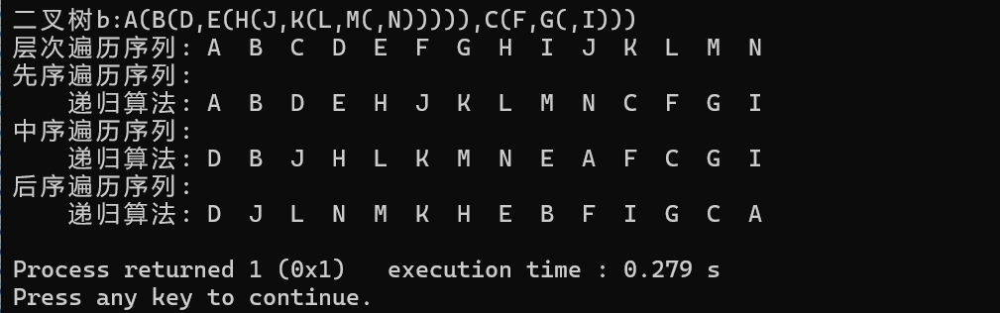 二叉树b:A(B(D,E(H(J,K(L,M(,N))))),C(F,G(,I)))
层次遍历序列: A B C D E F G H I J K L M N
先序遍历序列:
递归算法: A B D E H J K L M N C F G I
中序遍历序列:
递归算法: D B J H L K M N E A F C G I
后序遍历序列:
递归算法: D J L N M K H E B F I G C A
Process returned 1 (0x1) execution time : 0.279 s
Press any key to continue.